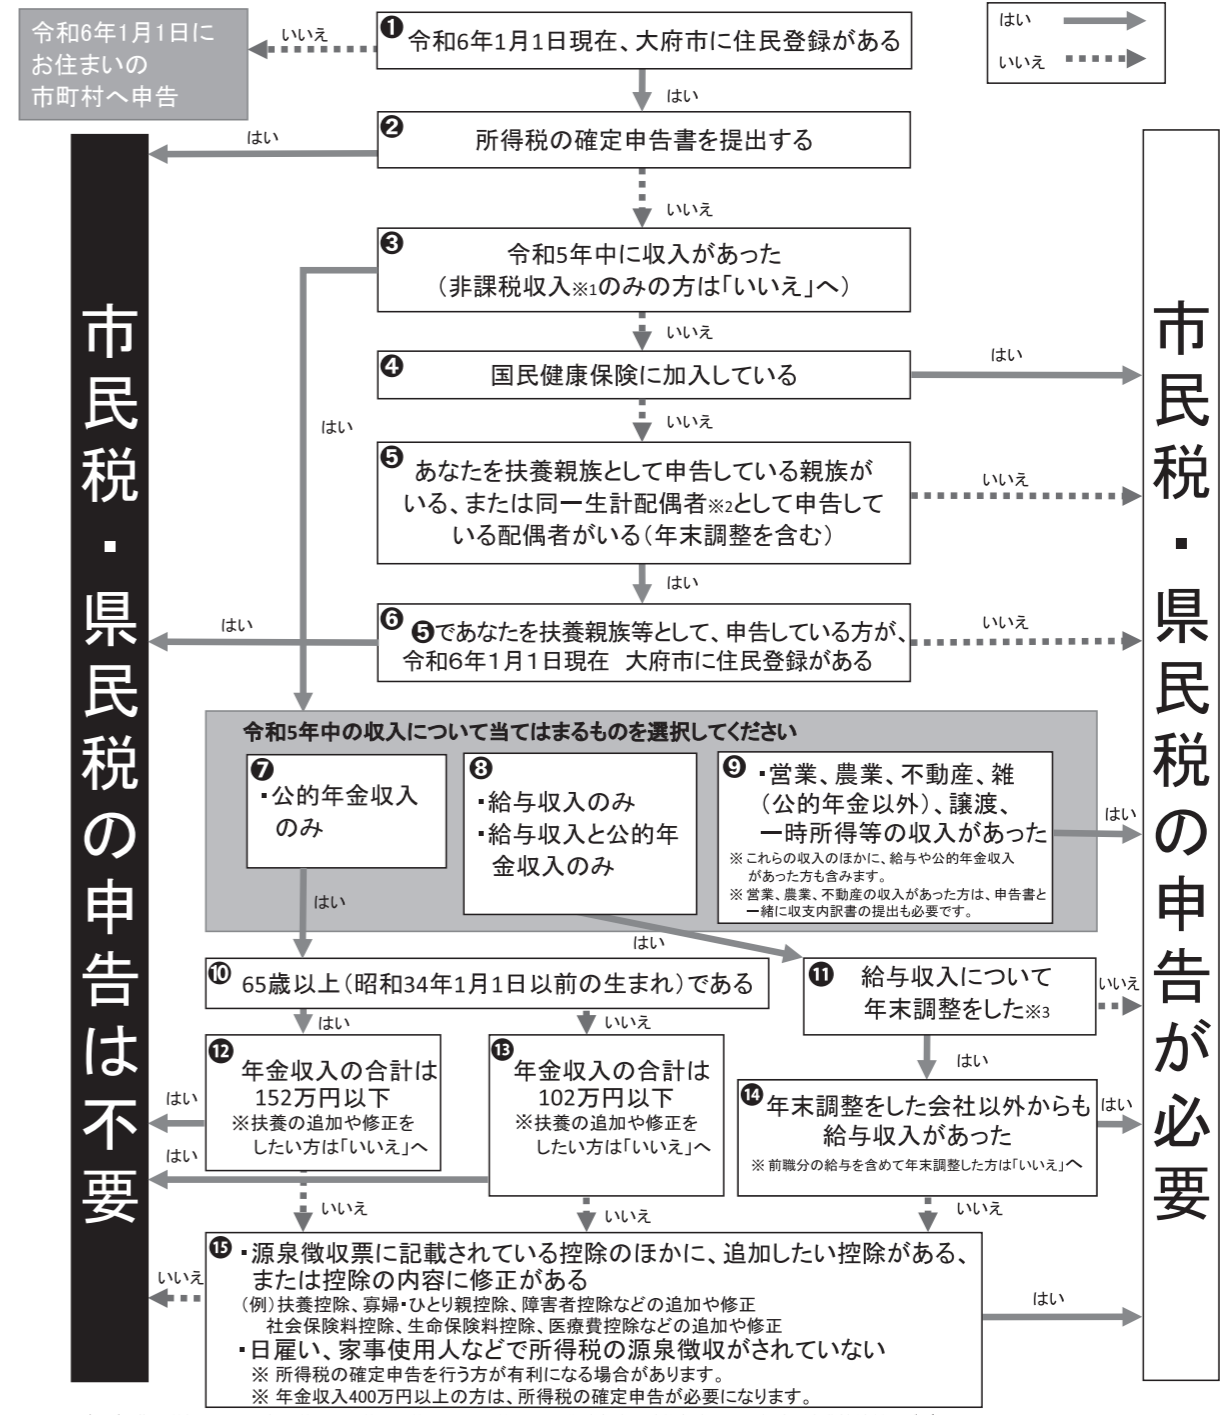 令和6年1月1日に
お住まいの
市町村へ申告
いいえ
❶
令和6年1月1日現在、大府市に住民登録がある
はい
いいえ
はい
❷
所得税の確定申告書を提出する
はい
いいえ
❸
令和5年中に収入があった
(非課税収入※1のみの方は「いいえ」へ)
いいえ
はい
❹
国民健康保険に加入している
はい
いいえ
❺
あなたを扶養親族として申告している親族が
いる、または同一生計配偶者※2として申告して
いる配偶者がいる(年末調整を含む)
いいえ
はい
❻
❺であなたを扶養親族等として、申告している方が、
令和6年1月1日現在 大府市に住民登録がある
はい
いいえ
令和5年中の収入について当てはまるものを選択してください
❼
・公的年金収入
のみ
はい
❽
・給与収入のみ
・給与収入と公的年
金収入のみ
はい
❾
・営業、農業、不動産、雑
(公的年金以外)、譲渡、
一時所得等の収入があった
※これらの収入のほかに、給与や公的年金収入
があった方も含みます。
※営業、農業、不動産の収入があった方は、申告書と
一緒に収支内訳書の提出も必要です。
はい
❿
65歳以上(昭和34年1月1日以前の生まれ)である
はい
いいえ
⓫
給与収入について
年末調整をした※3
いいえ
はい
⓬
年金収入の合計は
152万円以下
※扶養の追加や修正を
したい方は「いいえ」へ
はい
いいえ
⓭
年金収入の合計は
102万円以下
※扶養の追加や修正を
したい方は「いいえ」へ
はい
いいえ
⓮
年末調整をした会社以外からも
給与収入があった
※前職分の給与を含めて年末調整した方は「いいえ」へ
はい
いいえ
⓯
・源泉徴収票に記載されている控除のほかに、追加したい控除がある、
または控除の内容に修正がある
(例)扶養控除、寡婦・ひとり親控除、障害者控除などの追加や修正
社会保険料控除、生命保険料控除、医療費控除などの追加や修正
・日雇い、家事使用人などで所得税の源泉徴収がされていない
※ 所得税の確定申告を行う方が有利になる場合があります。
※ 年金収入400万円以上の方は、所得税の確定申告が必要になります。
いいえ
はい
市民税・県民税の申告は不要
市民税・県民税の申告が必要